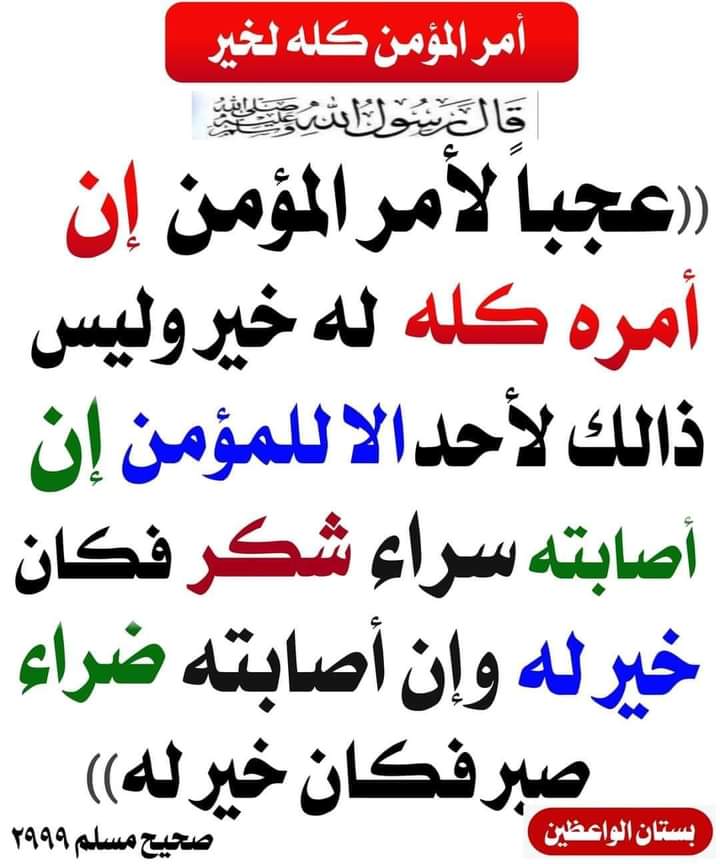 أمر المؤمن كله لخير
قال رسول الله صلى الله عليه وسلم
((عجباً لأمر المؤمن إن
أمره كله له خير وليس
ذالك لأحد الا للمؤمن إن
أصابته سراء شكر فكان
خير له وإن أصابته ضراء
صبر فكان خير له))
بستان الواعظين
صحيح مسلم ٢٩٩٩